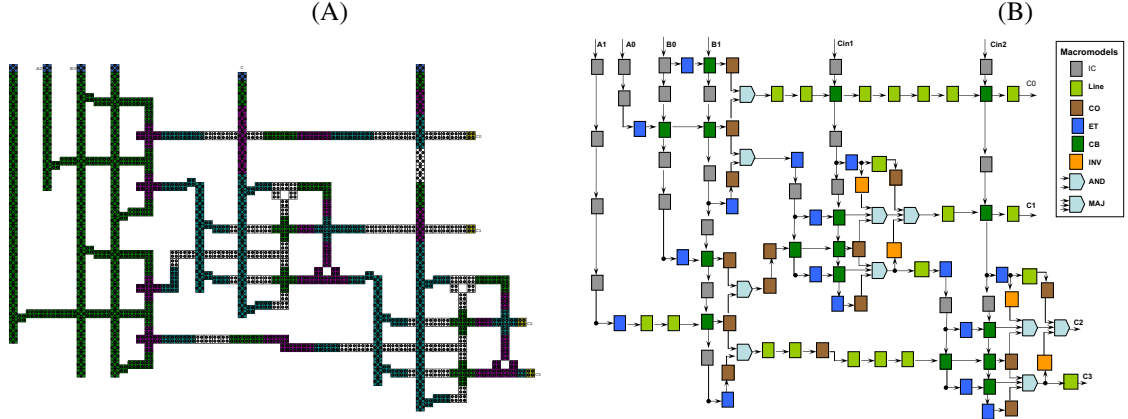 (A) (B)
A1 A0 B0 B1 Cin1 Cin2
Macromodels
IC
Line
CO
ET
CB
INV
AND
MAJ
C0
C1
C2
C3